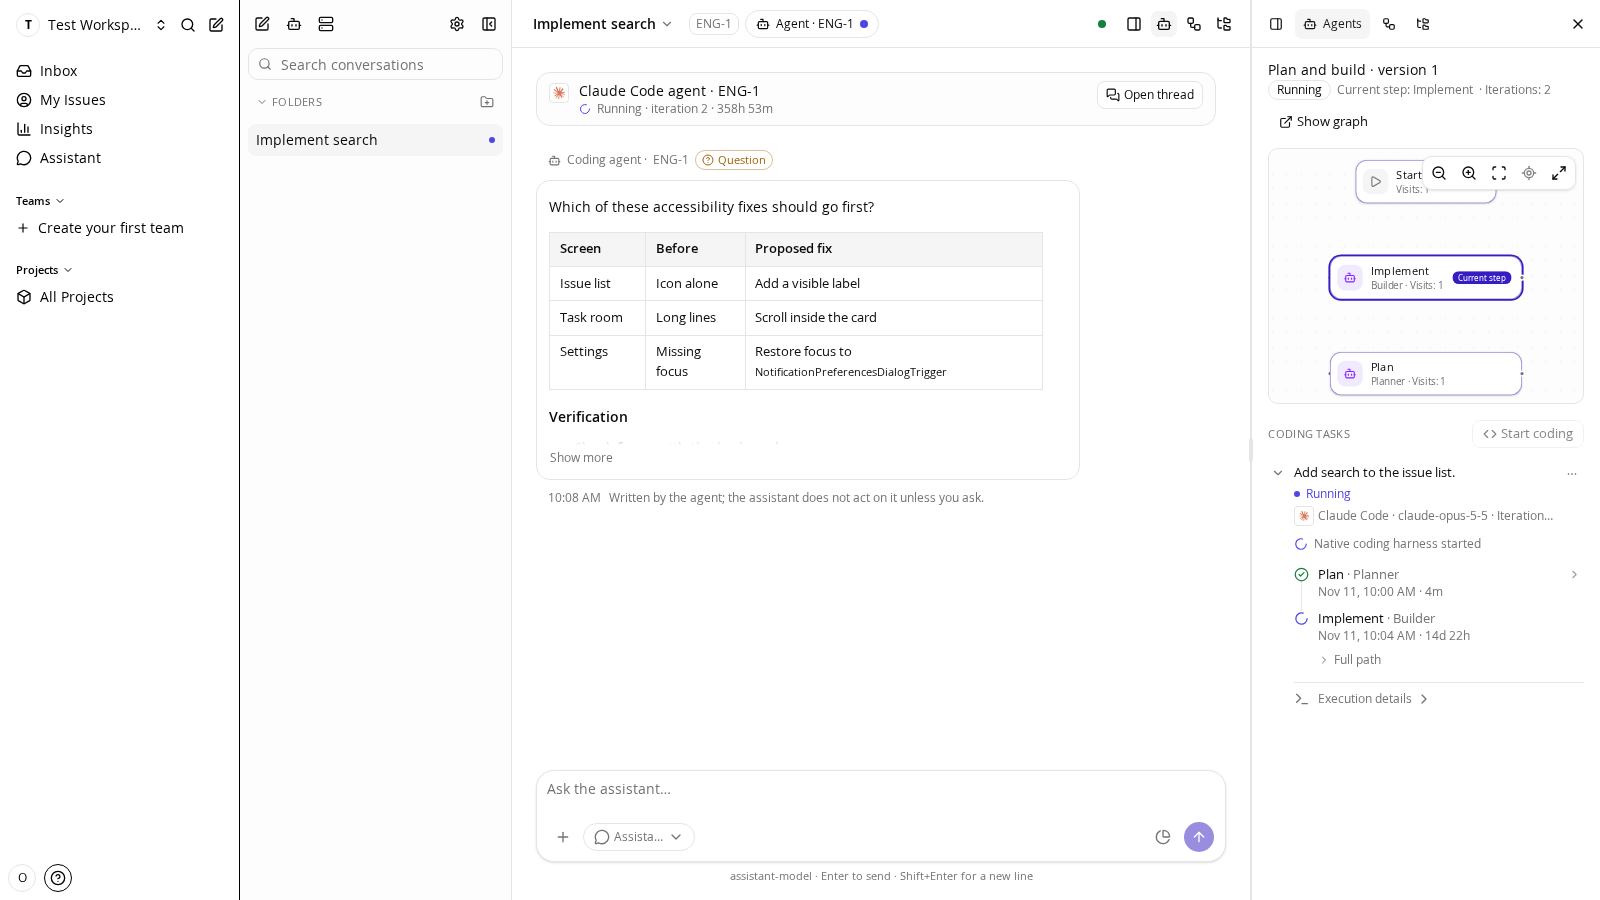 T Test Worksp...
Inbox
My Issues
Insights
Assistant
Teams
Create your first team
Projects
All Projects
O
Search conversations
FOLDERS
Implement search
Implement search ENG-1 Agent · ENG-1
Claude Code agent · ENG-1
Running · iteration 2 · 358h 53m
Open thread
Coding agent · ENG-1 Question
Which of these accessibility fixes should go first?
Screen Before Proposed fix
Issue list Icon alone Add a visible label
Task room Long lines Scroll inside the card
Settings Missing focus Restore focus to NotificationPreferencesDialogTrigger
Verification
Show more
10:08 AM Written by the agent; the assistant does not act on it unless you ask.
Ask the assistant...
Assista...
assistant-model · Enter to send · Shift+Enter for a new line
Agents
Plan and build · version 1
Running Current step: Implement · Iterations: 2
Show graph
Start
Visits: 1
Implement
Builder · Visits: 1
Current step
Plan
Planner · Visits: 1
CODING TASKS
Start coding
Add search to the issue list.
Running
Claude Code · claude-opus-5-5 · Iteration...
Native coding harness started
Plan · Planner
Nov 11, 10:00 AM · 4m
Implement · Builder
Nov 11, 10:04 AM · 14d 22h
Full path
Execution details